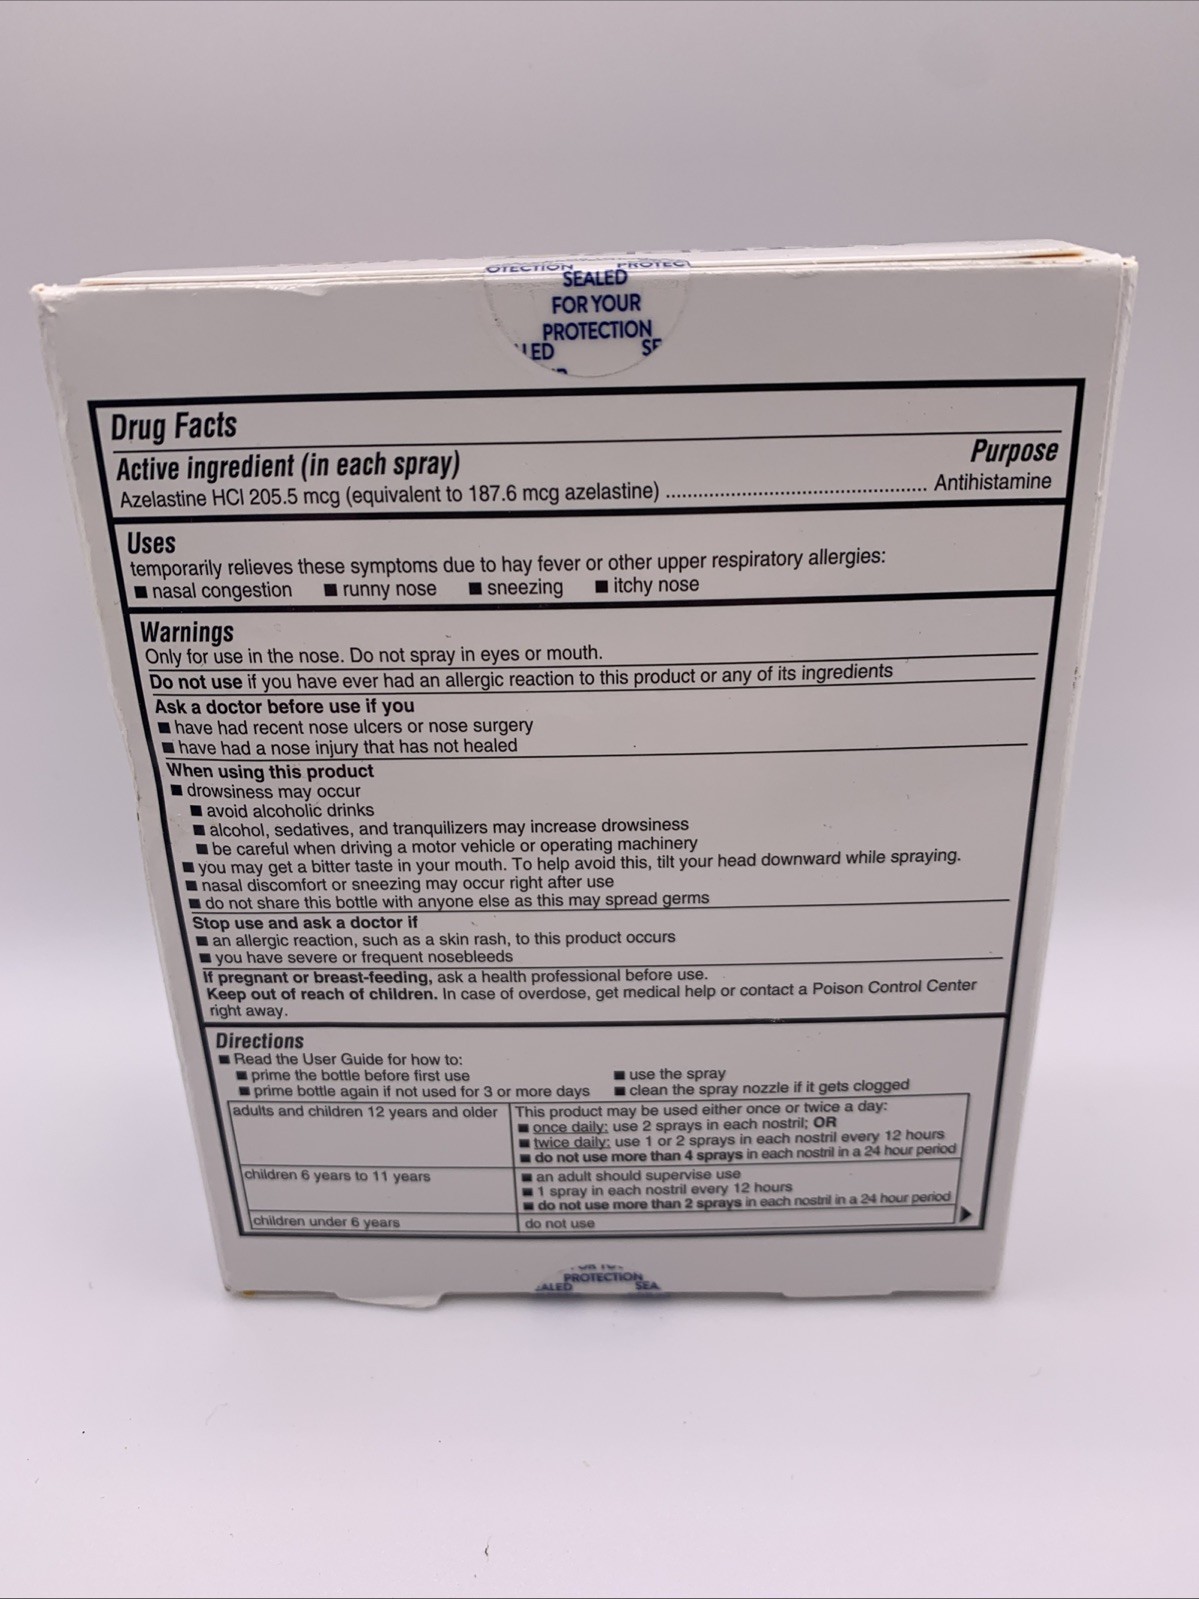 OTECTION PROTECT
SEALED
FOR YOUR
PROTECTION
LED SE
Drug Facts
Active ingredient (in each spray) Purpose
Azelastine HCl 205.5 mcg (equivalent to 187.6 mcg azelastine) ................................................ Antihistamine
Uses
temporarily relieves these symptoms due to hay fever or other upper respiratory allergies:
■ nasal congestion ■ runny nose ■ sneezing ■ itchy nose
Warnings
Only for use in the nose. Do not spray in eyes or mouth.
Do not use if you have ever had an allergic reaction to this product or any of its ingredients
Ask a doctor before use if you
■ have had recent nose ulcers or nose surgery
■ have had a nose injury that has not healed
When using this product
■ drowsiness may occur
■ avoid alcoholic drinks
■ alcohol, sedatives, and tranquilizers may increase drowsiness
■ be careful when driving a motor vehicle or operating machinery
■ you may get a bitter taste in your mouth. To help avoid this, tilt your head downward while spraying.
■ nasal discomfort or sneezing may occur right after use
■ do not share this bottle with anyone else as this may spread germs
Stop use and ask a doctor if
■ an allergic reaction, such as a skin rash, to this product occurs
■ you have severe or frequent nosebleeds
If pregnant or breast-feeding, ask a health professional before use.
Keep out of reach of children. In case of overdose, get medical help or contact a Poison Control Center
right away.
Directions
■ Read the User Guide for how to:
■ prime the bottle before first use ■ use the spray
■ prime bottle again if not used for 3 or more days ■ clean the spray nozzle if it gets clogged
adults and children 12 years and older This product may be used either once or twice a day:
■ once daily: use 2 sprays in each nostril; OR
■ twice daily: use 1 or 2 sprays in each nostril every 12 hours
■ do not use more than 4 sprays in each nostril in a 24 hour period
children 6 years to 11 years ■ an adult should supervise use
■ 1 spray in each nostril every 12 hours
■ do not use more than 2 sprays in each nostril in a 24 hour period
children under 6 years do not use
PROTECTION
ALED SEA